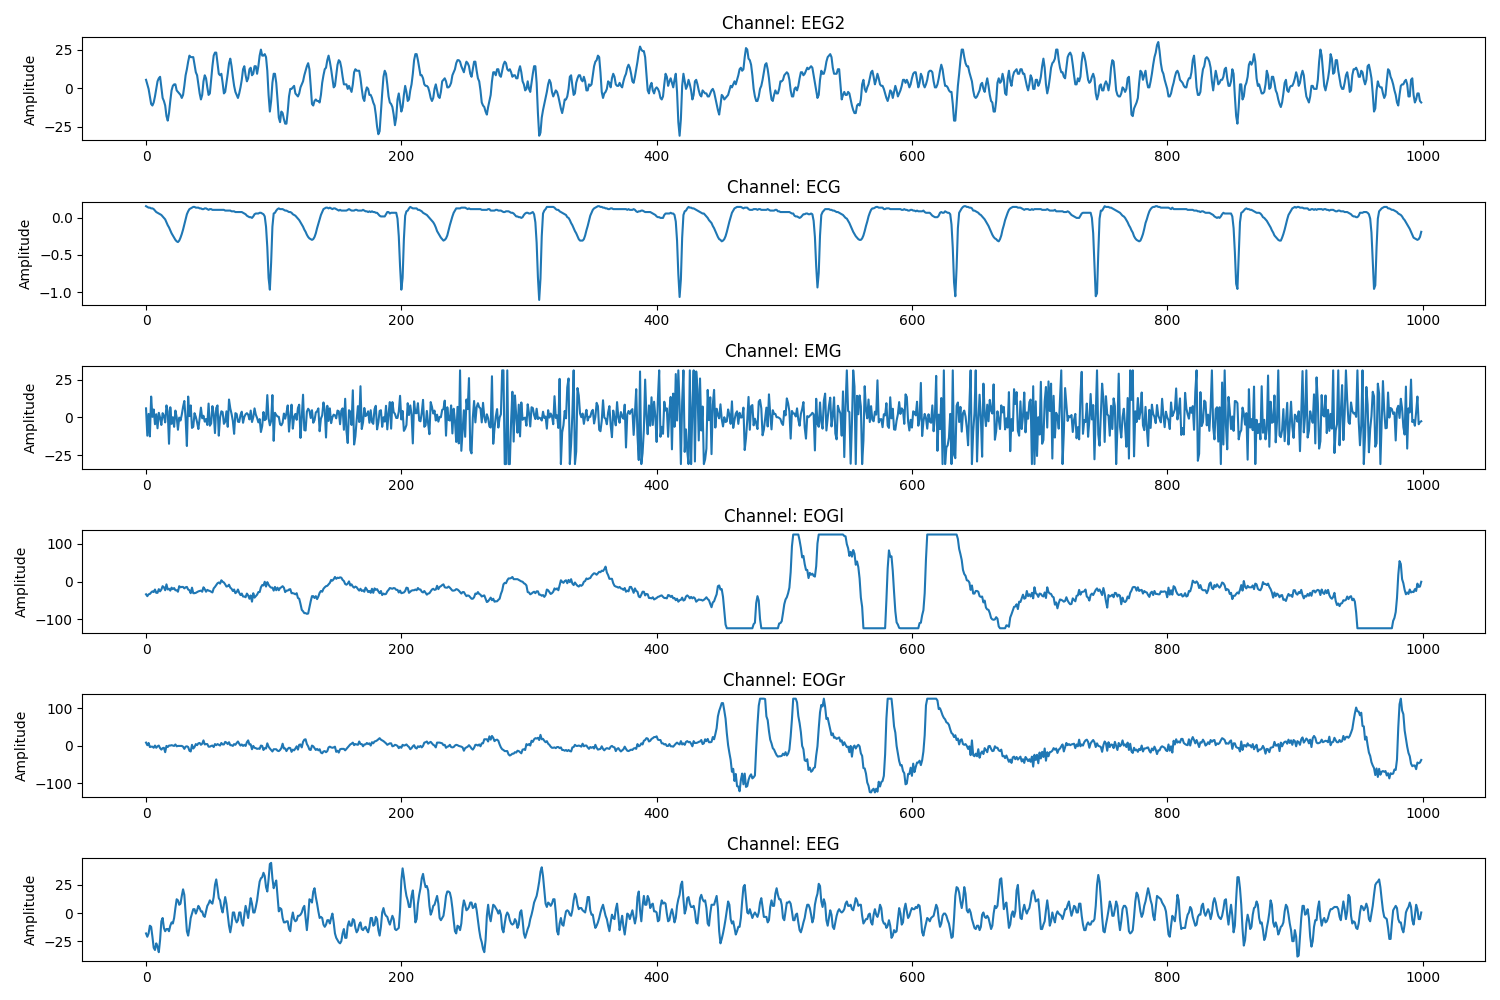 Channel: EEG2
Amplitude
25
0
−25
0 200 400 600 800 1000
Channel: ECG
Amplitude
0.0
−0.5
−1.0
0 200 400 600 800 1000
Channel: EMG
Amplitude
25
0
−25
0 200 400 600 800 1000
Channel: EOGl
Amplitude
100
0
−100
0 200 400 600 800 1000
Channel: EOGr
Amplitude
100
0
−100
0 200 400 600 800 1000
Channel: EEG
Amplitude
25
0
−25
0 200 400 600 800 1000